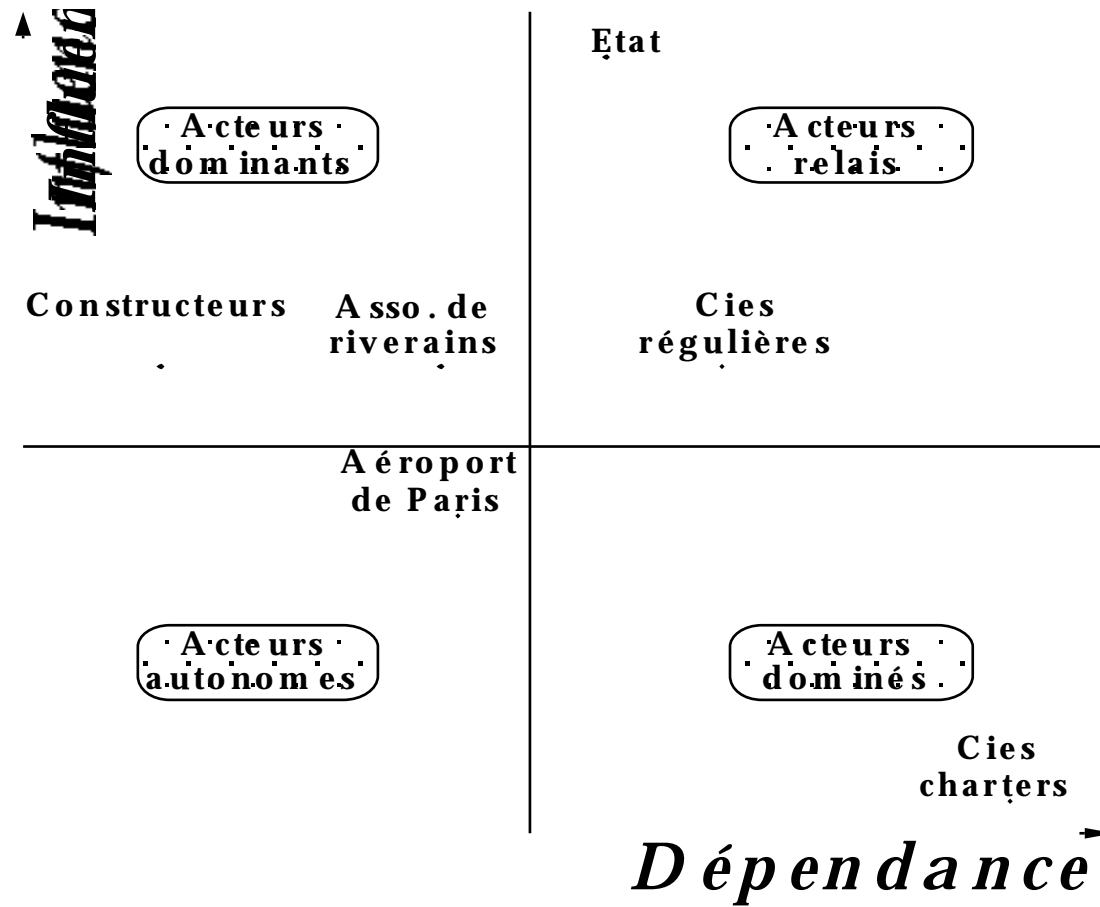 Etat
Acteurs
dominants
Acteurs
relais
Constructeurs
Asso. de
riverains
Cies
régulières
Aéroport
de Paris
Acteurs
autonomes
Acteurs
dominés
Cies
charters
Dépendance